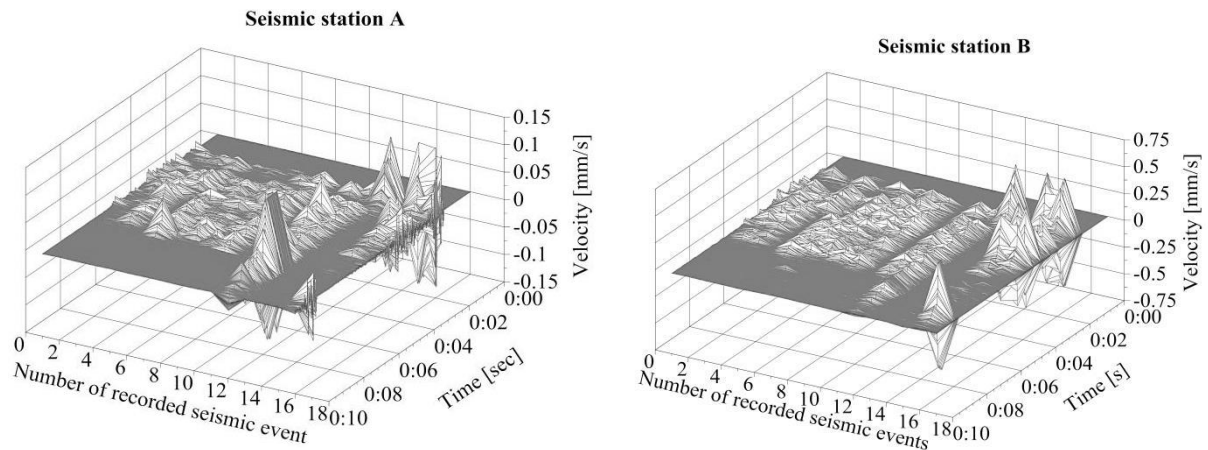 Seismic station A
0.15
0.1
0.05
0
-0.05
-0.1
-0.15
Velocity [mm/s]
0:00
0:02
0:04
0:06
0:08
0:10
Time [sec]
0 2 4 6 8 10 12 14 16 18
Number of recorded seismic event
Seismic station B
0.75
0.5
0.25
0
-0.25
-0.5
-0.75
Velocity [mm/s]
0:00
0:02
0:04
0:06
0:08
0:10
Time [s]
0 2 4 6 8 10 12 14 16 18
Number of recorded seismic events